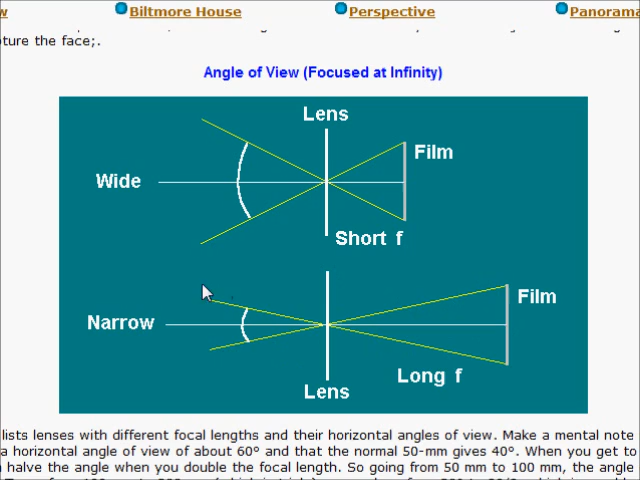 w Biltmore House Perspective Panorama
oture the face;.
Angle of View (Focused at Infinity)
Lens
Film
Wide
Short f
Film
Narrow
Long f
Lens
lists lenses with different focal lengths and their horizontal angles of view. Make a mental note
a horizontal angle of view of about 60° and that the normal 50-mm gives 40°. When you get to
halve the angle when you double the focal length. So going from 50 mm to 100 mm, the angle